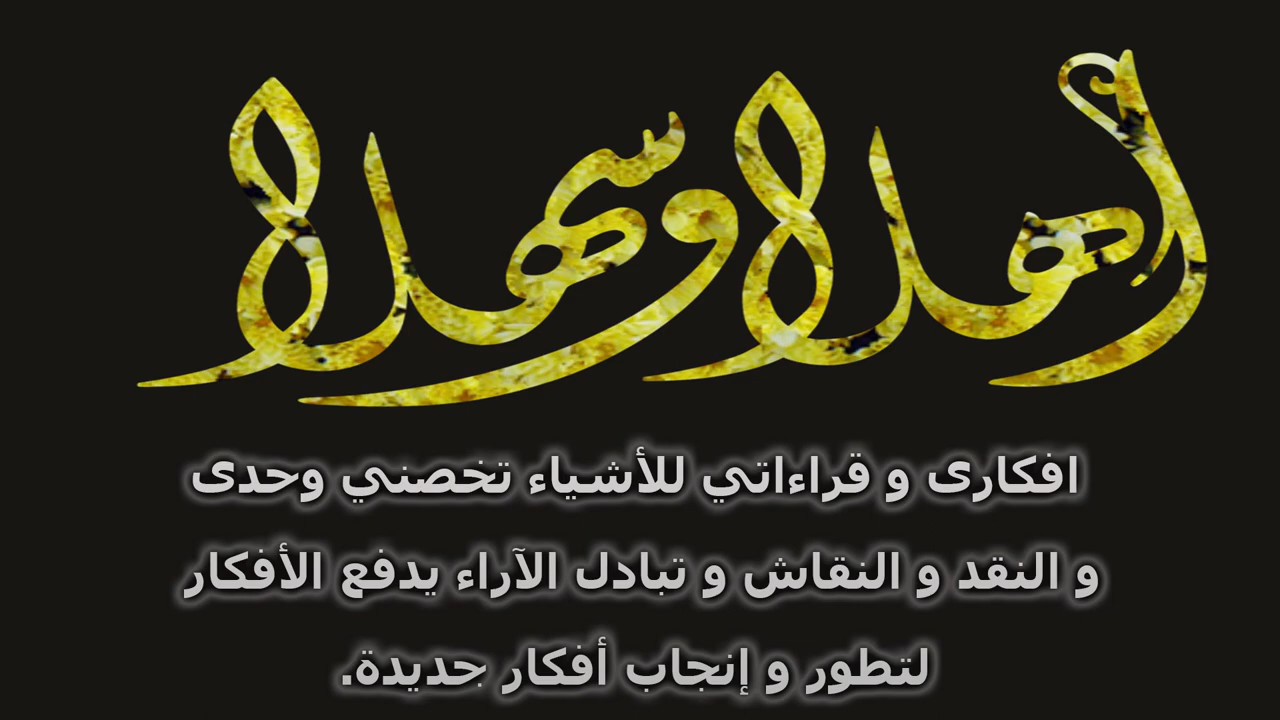 أهلا وسهلا
افكارى و قراءاتي للأشياء تخصني وحدى
و النقد و النقاش و تبادل الآراء يدفع الأفكار
لتطور و إنجاب أفكار جديدة.